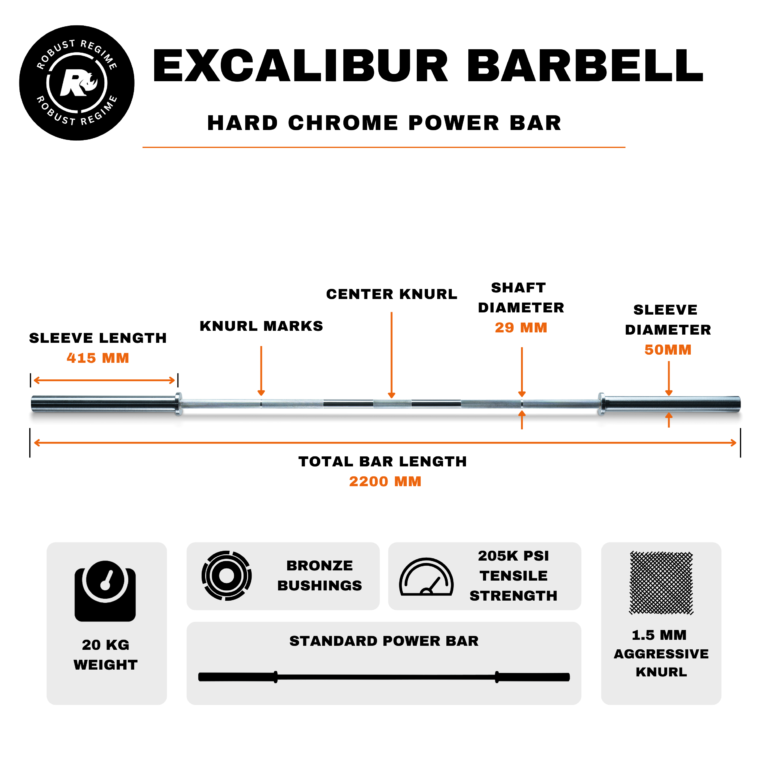 ROBUST REGIME
R
ROBUST REGIME
EXCALIBUR BARBELL
HARD CHROME POWER BAR
SLEEVE LENGTH
415 MM
KNURL MARKS
CENTER KNURL
SHAFT
DIAMETER
29 MM
SLEEVE
DIAMETER
50MM
TOTAL BAR LENGTH
2200 MM
20 KG
WEIGHT
BRONZE
BUSHINGS
205K PSI
TENSILE
STRENGTH
STANDARD POWER BAR
1.5 MM
AGGRESSIVE
KNURL